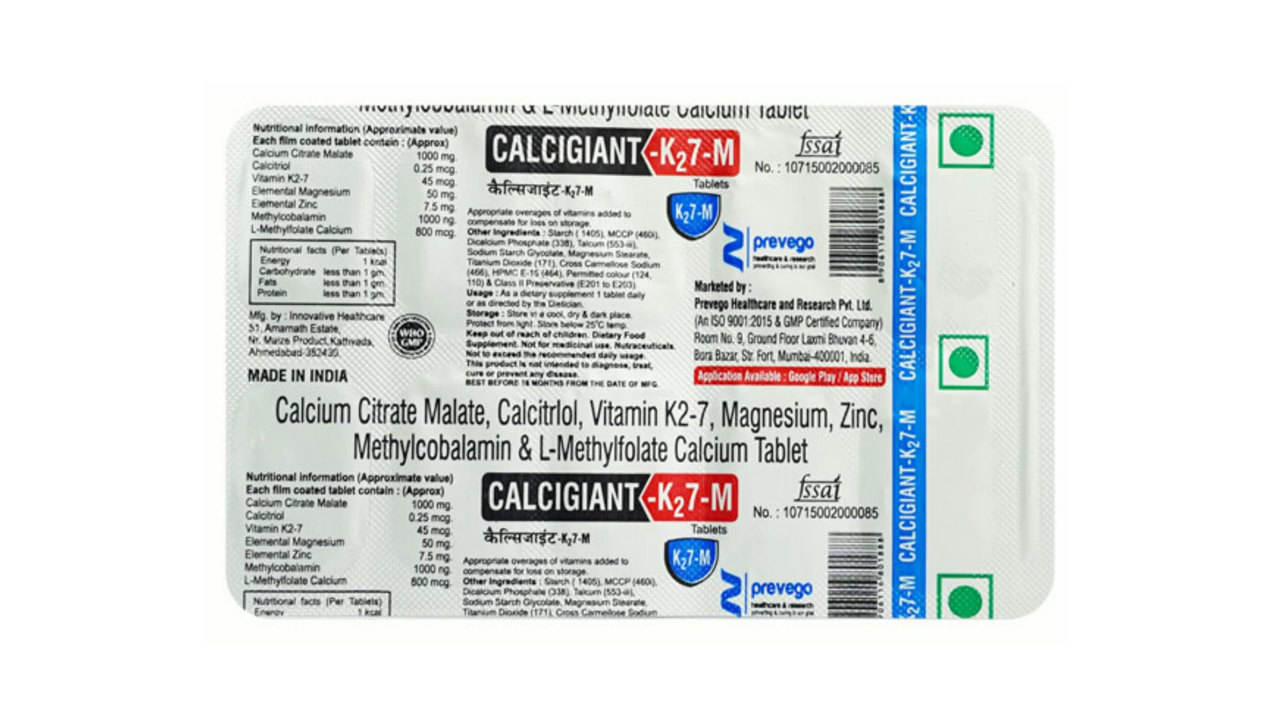 Methylcobalamin & L-Methylfolate Calcium Tablet
Nutritional information (Approximate value)
Each film coated tablet contain : (Approx)
Calcium Citrate Malate 1000 mg.
Calcitriol 0.25 mcg.
Vitamin K2-7 45 mcg.
Elemental Magnesium 50 mg.
Elemental Zinc 7.5 mg.
Methylcobalamin 1000 ng.
L-Methylfolate Calcium 800 mcg.
Nutritional facts (Per Tablets)
Energy 1 kcal
Carbohydrate less than 1 gm.
Fats less than 1 gm.
Protein less than 1 gm.
Mfg. by : Innovative Healthcare
51, Amarnath Estate,
Nr. Maize Product, Kathvada,
Ahmedabad-382430.
WHO
GMP
MADE IN INDIA
CALCIGIANT-K27-M
Tablets
कैल्सिजाइंट-K27-M
K27-M
Appropriate overages of vitamins added to
compensate for loss on storage.
Other Ingredients : Starch ( 1405), MCCP (460i),
Dicalcium Phosphate (338), Talcum (553-iii),
Sodium Starch Glycolate, Magnesium Stearate,
Titanium Dioxide (171), Cross Carmellose Sodium
(466), HPMC E-15 (464), Permitted colour (124,
110) & Class II Preservative (E201 to E203)
Usage : As a dietary supplement 1 tablet daily
or as directed by the Dietician.
Storage : Store in a cool, dry & dark place.
Protect from light. Store below 25°C temp.
Keep out of reach of children. Dietary Food
Supplement. Not for medicinal use. Nutraceuticals.
Not to exceed the recommended daily usage.
This product is not intended to diagnose, treat,
cure or prevent any disease.
BEST BEFORE 18 MONTHS FROM THE DATE OF MFG.
fssai
No. : 10715002000085
prevego
healthcare & research
preventing & curing is our goal
Marketed by :
Prevego Healthcare and Research Pvt. Ltd.
(An ISO 9001:2015 & GMP Certified Company)
Room No. 9, Ground Floor Laxmi Bhuvan 4-6,
Bora Bazar, Str. Fort, Mumbai-400001, India.
Application Available : Google Play / App Store
Calcium Citrate Malate, Calcitrlol, Vitamin K2-7, Magnesium, Zinc,
Methylcobalamin & L-Methylfolate Calcium Tablet
Nutritional information (Approximate value)
Each film coated tablet contain : (Approx)
Calcium Citrate Malate 1000 mg.
Calcitriol 0.25 mcg.
Vitamin K2-7 45 mcg.
Elemental Magnesium 50 mg.
Elemental Zinc 7.5 mg.
Methylcobalamin 1000 ng.
L-Methylfolate Calcium 800 mcg.
Nutritional facts (Per Tablets)
Energy 1 kcal
CALCIGIANT-K27-M
Tablets
कैल्सिजाइंट-K27-M
K27-M
Appropriate overages of vitamins added to
compensate for loss on storage.
Other Ingredients : Starch ( 1405), MCCP (460i),
Dicalcium Phosphate (338), Talcum (553-iii),
Sodium Starch Glycolate, Magnesium Stearate,
Titanium Dioxide (171), Cross Carmellose Sodium
fssai
No. : 10715002000085
prevego
healthcare & research
preventing & curing is our goal
K27-M CALCIGIANT-K27-M CALCIGIANT-K27-M CALCIGIANT-K